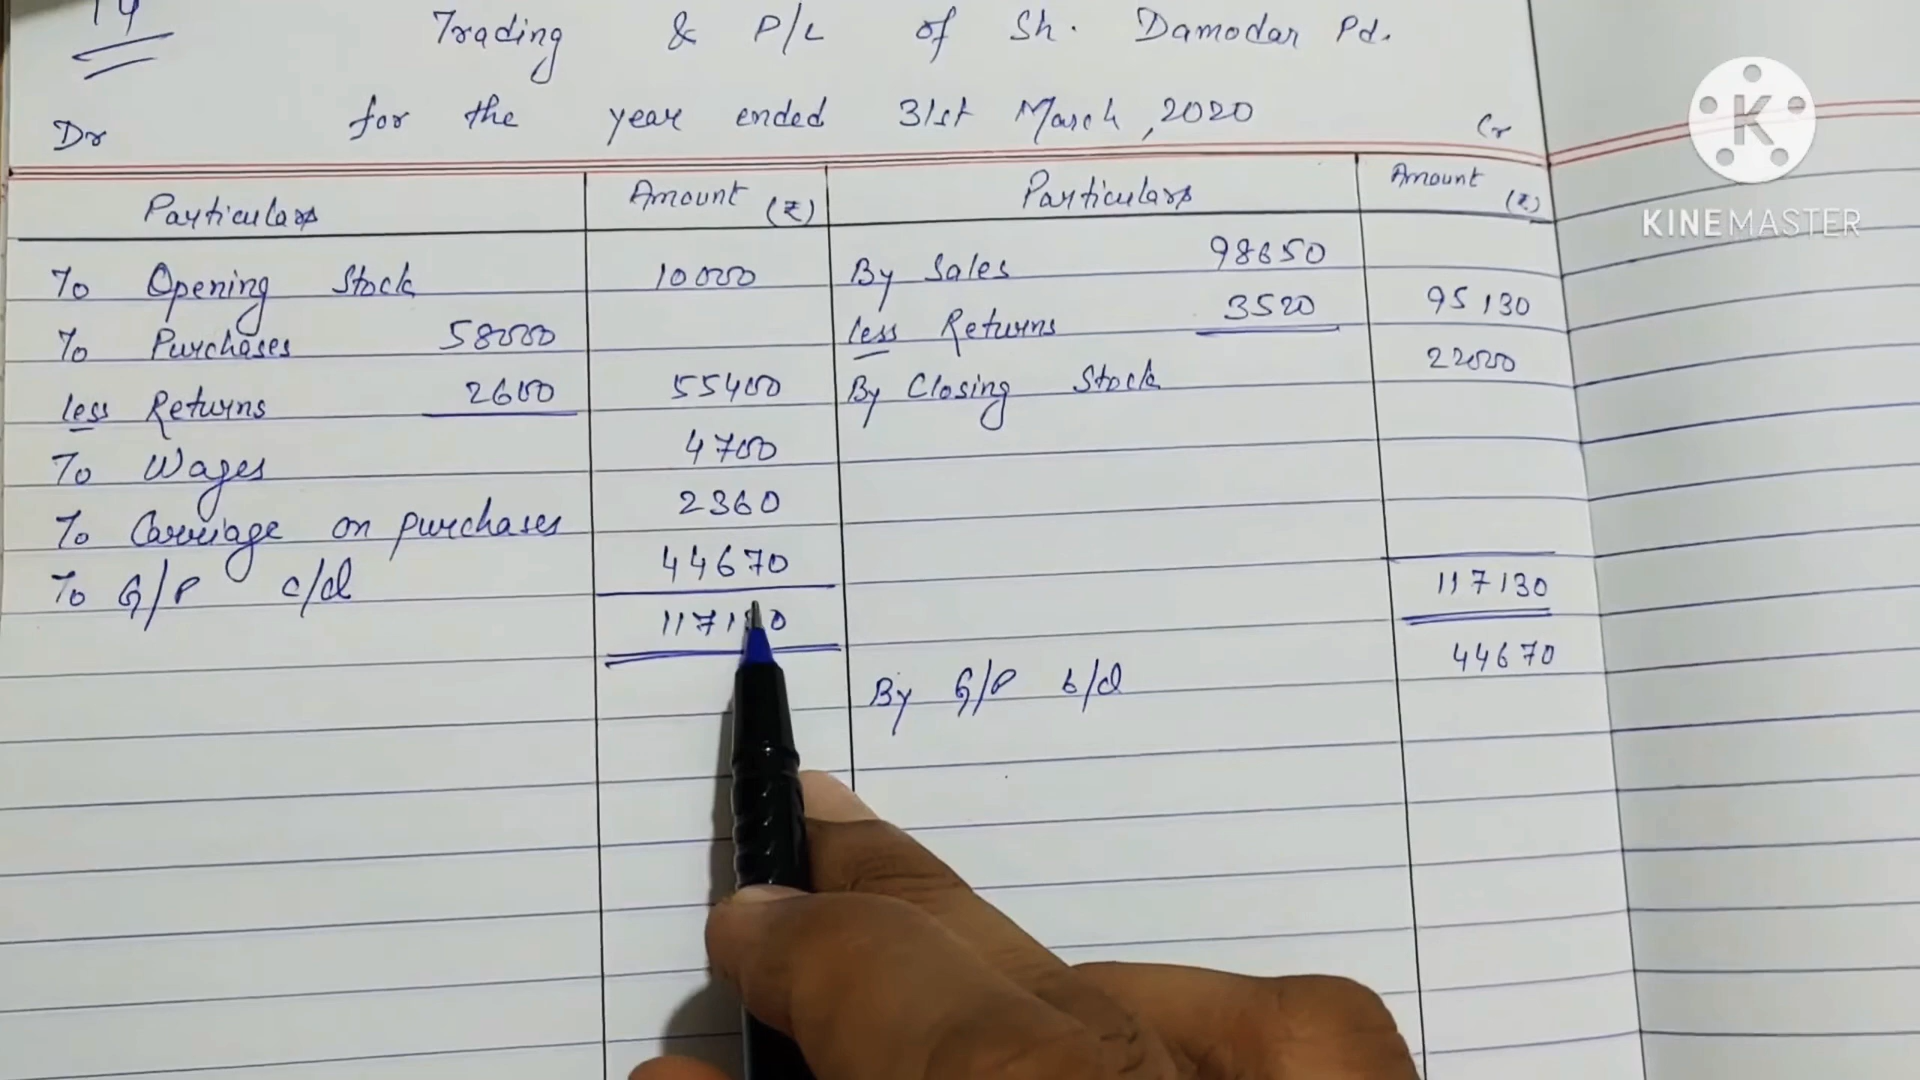 14
Trading & P/L of Sh. Damodar Pd.
for the year ended 31st March, 2020
Dr Cr
Particulars Amount (₹) Particulars Amount (₹)
To Opening Stock 10000 By Sales 98650
To Purchases 58000 less Returns 3520 95130
less Returns 2600 55400 By Closing Stock 22000
To Wages 4700
To Carriage on purchases 2360
To G/P c/d 44670
117130 117130
By G/P b/d 44670
K
KINEMASTER